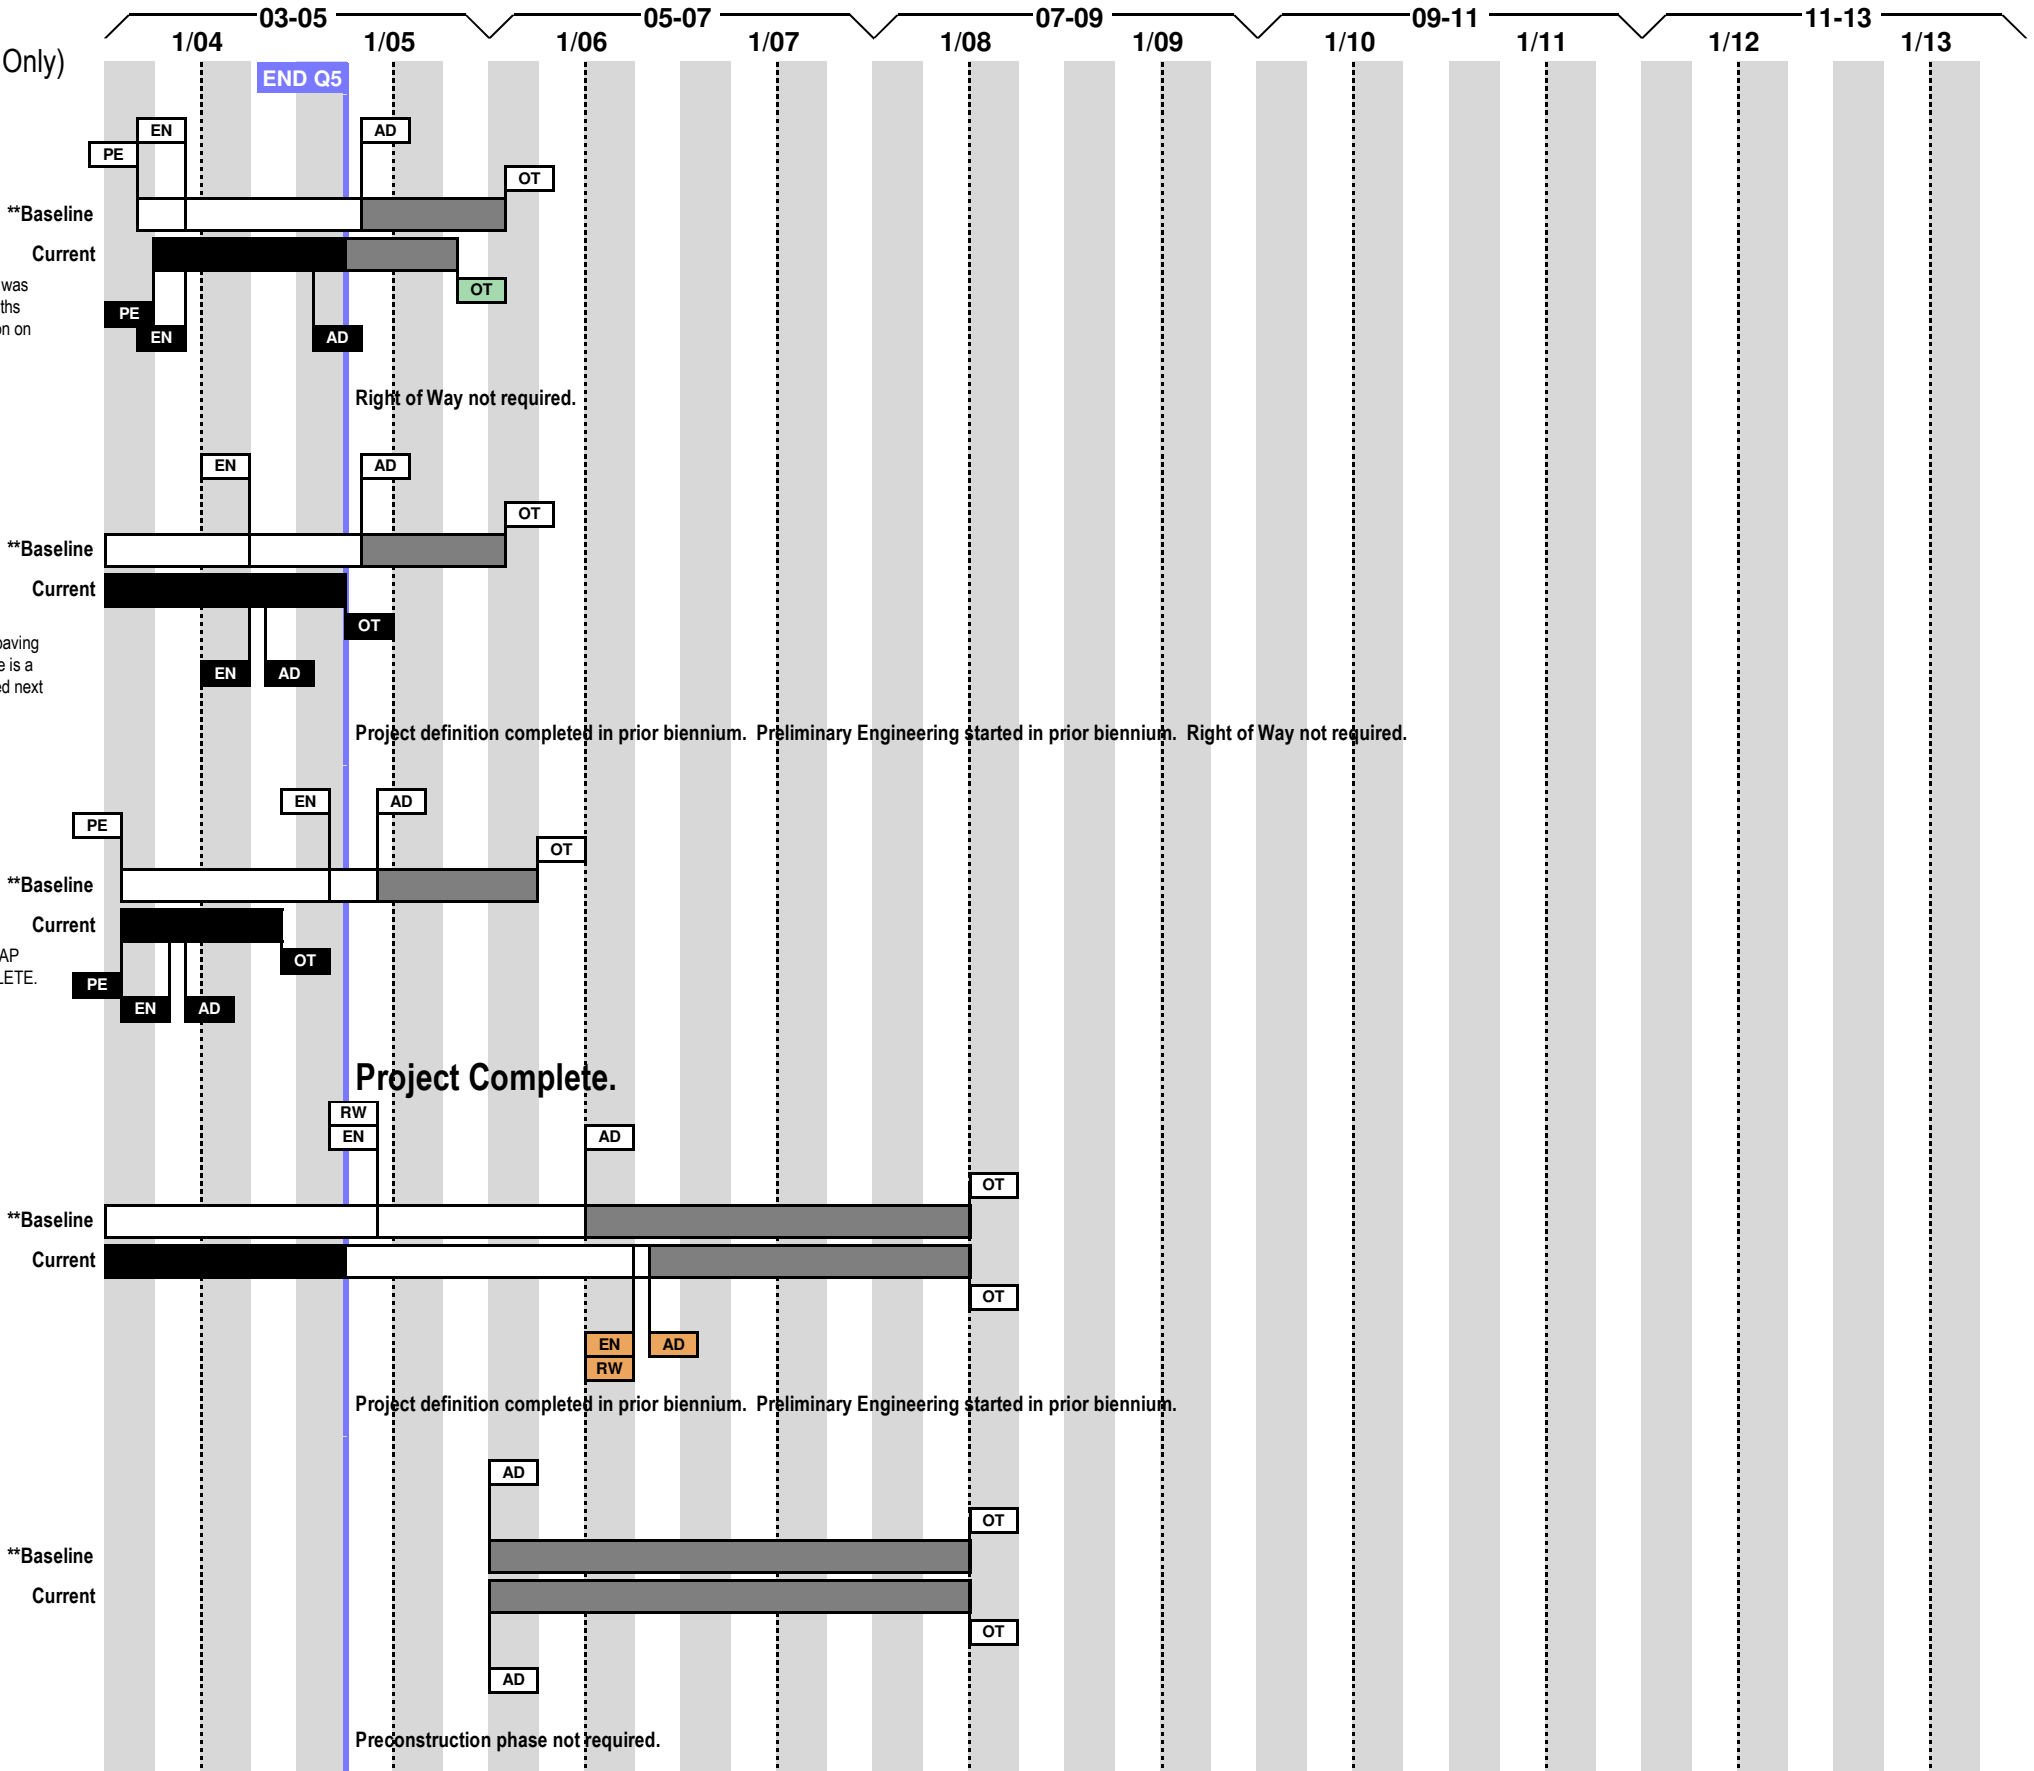 03-05 05-07 07-09 09-11 11-13
1/04 1/05 1/06 1/07 1/08 1/09 1/10 1/11 1/12 1/13
Only)
END Q5
EN AD
PE
OT
**Baseline
Current
was
OT
ths
PE
on on
EN AD
Right of Way not required.
EN AD
OT
**Baseline
Current
OT
paving
e is a
EN AD
ed next
Project definition completed in prior biennium. Preliminary Engineering started in prior biennium. Right of Way not required.
EN AD
PE
OT
**Baseline
Current
AP
OT
LETE.
PE
EN AD
Project Complete.
RW
EN AD
OT
**Baseline
Current
OT
EN AD
RW
Project definition completed in prior biennium. Preliminary Engineering started in prior biennium.
AD
OT
**Baseline
Current
OT
AD
Preconstruction phase not required.